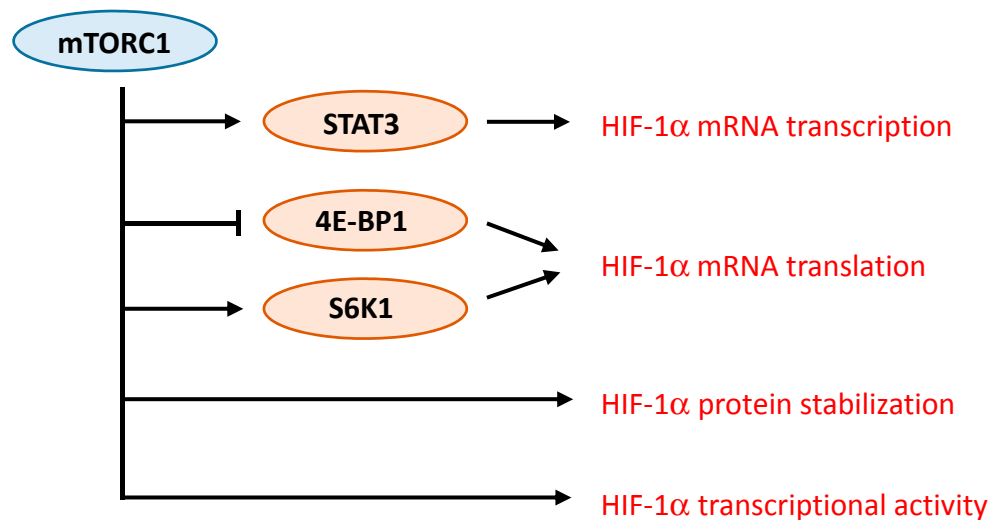 mTORC1
STAT3
HIF-1α mRNA transcription
4E-BP1
HIF-1α mRNA translation
S6K1
HIF-1α protein stabilization
HIF-1α transcriptional activity